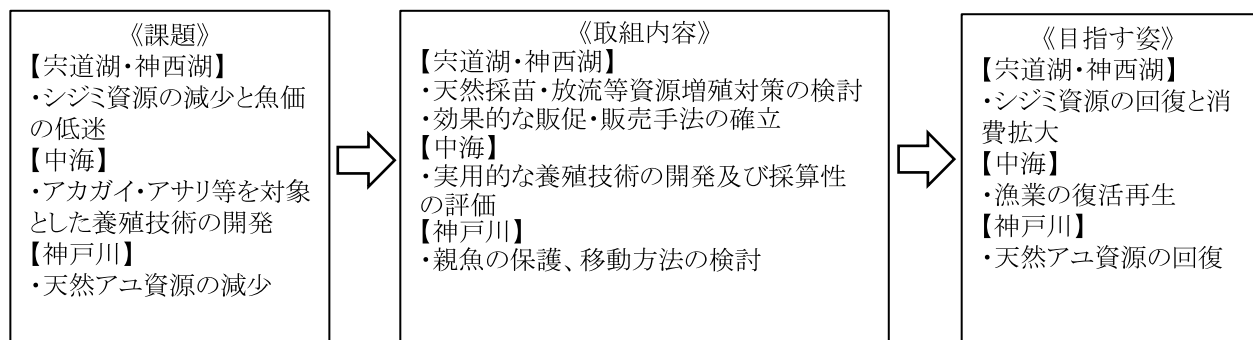 《課題》
【宍道湖・神西湖】
・シジミ資源の減少と魚価
の低迷
【中海】
・アカガイ・アサリ等を対象
とした養殖技術の開発
【神戸川】
・天然アユ資源の減少
《取組内容》
【宍道湖・神西湖】
・天然採苗・放流等資源増殖対策の検討
・効果的な販促・販売手法の確立
【中海】
・実用的な養殖技術の開発及び採算性
の評価
【神戸川】
・親魚の保護、移動方法の検討
《目指す姿》
【宍道湖・神西湖】
・シジミ資源の回復と消
費拡大
【中海】
・漁業の復活再生
【神戸川】
・天然アユ資源の回復